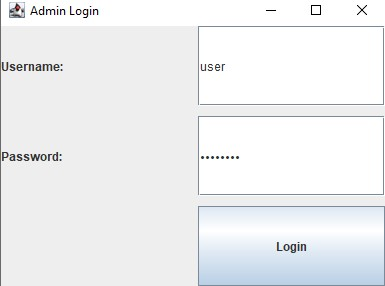 Admin Login
Username:
user
Password:
••••••••
Login